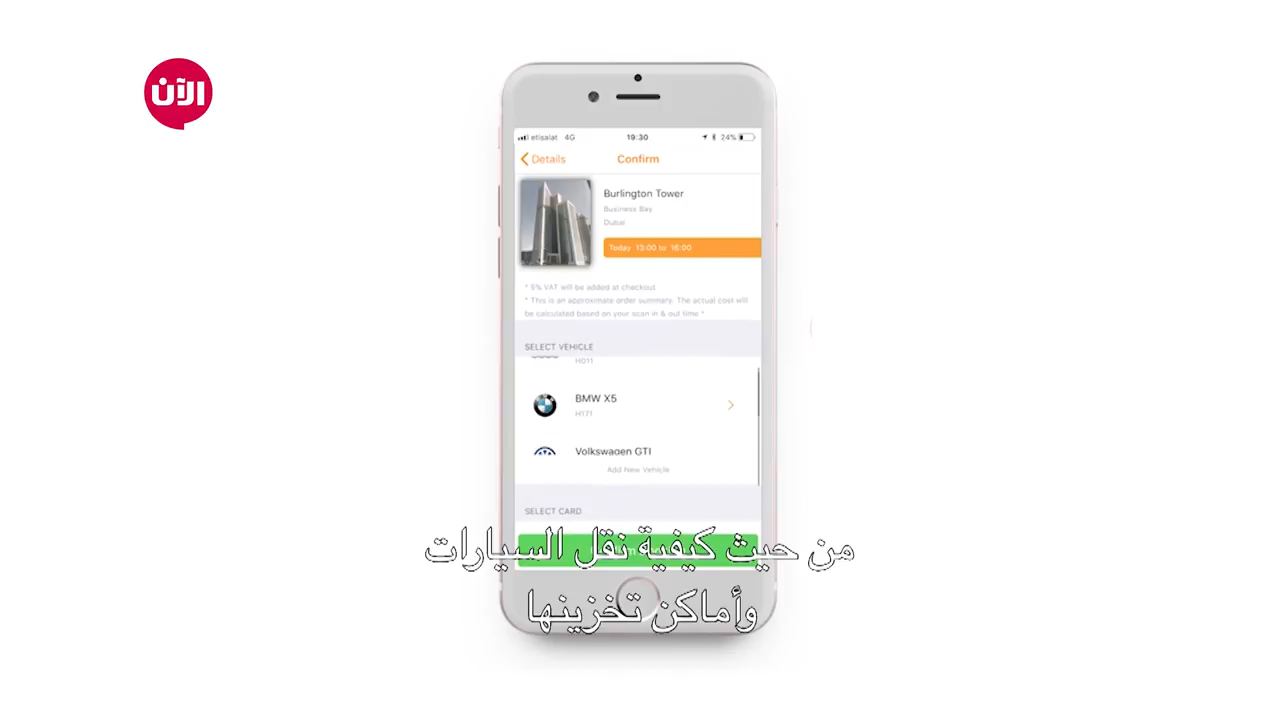 الآن
etisalat 4G 19:30 24%
Details Confirm
Burlington Tower
Business Bay
Dubai
Today 13:00 to 16:00
* 5% VAT will be added at checkout
* This is an approximate order summary. The actual cost will
be calculated based on your scan in & out time *
SELECT VEHICLE
H011
BMW X5
H171
Volkswagen GTI
Add New Vehicle
SELECT CARD
من حيث كيفية نقل السيارات
وأماكن تخزينها